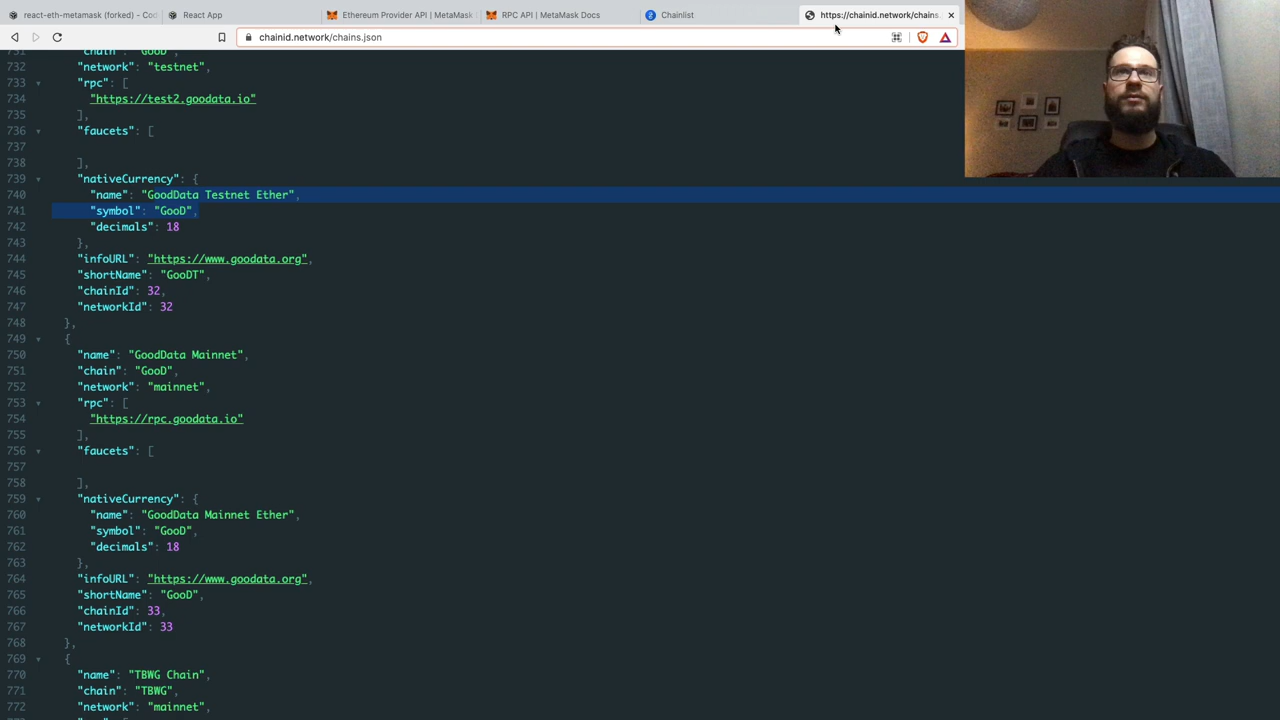 react-eth-metamask (forked) - Cod
React App
Ethereum Provider API | MetaMask
RPC API | MetaMask Docs
Chainlist
https://chainid.network/chains.
chainid.network/chains.json
731 "chain": "GooD",
732 "network": "testnet",
733 "rpc": [
734 "https://test2.goodata.io"
735 ],
736 "faucets": [
737
738 ],
739 "nativeCurrency": {
740 "name": "GoodData Testnet Ether",
741 "symbol": "GooD",
742 "decimals": 18
743 },
744 "infoURL": "https://www.goodata.org",
745 "shortName": "GooDT",
746 "chainId": 32,
747 "networkId": 32
748 },
749 {
750 "name": "GoodData Mainnet",
751 "chain": "GooD",
752 "network": "mainnet",
753 "rpc": [
754 "https://rpc.goodata.io"
755 ],
756 "faucets": [
757
758 ],
759 "nativeCurrency": {
760 "name": "GoodData Mainnet Ether",
761 "symbol": "GooD",
762 "decimals": 18
763 },
764 "infoURL": "https://www.goodata.org",
765 "shortName": "GooD",
766 "chainId": 33,
767 "networkId": 33
768 },
769 {
770 "name": "TBWG Chain",
771 "chain": "TBWG",
772 "network": "mainnet",